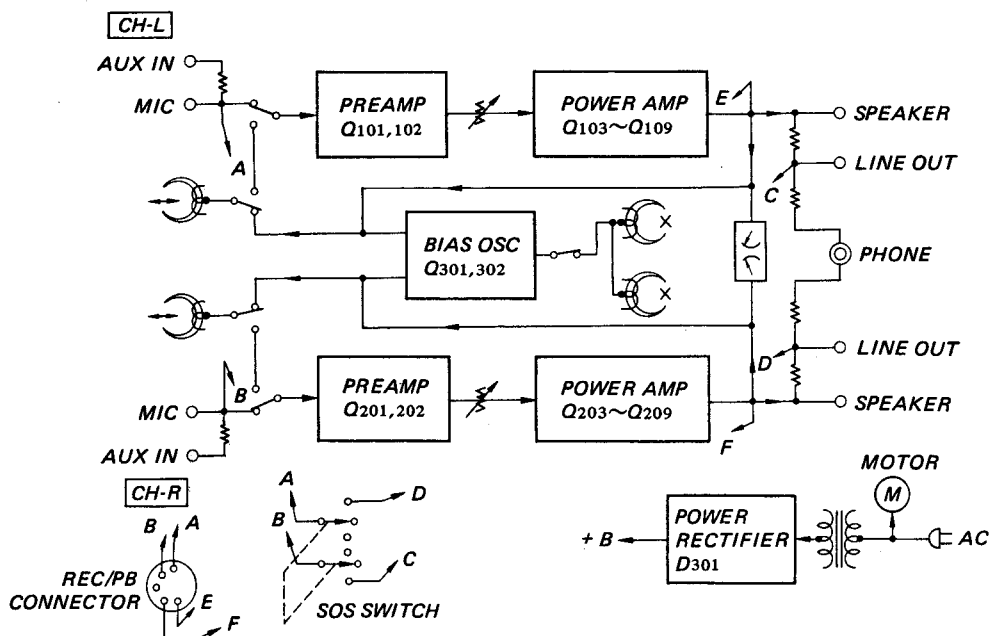 CH-L
AUX IN
MIC
PREAMP
Q101,102
POWER AMP
Q103~Q109
E
SPEAKER
LINE OUT
A
C
BIAS OSC
Q301,302
PHONE
LINE OUT
D
B
MIC
PREAMP
Q201,202
POWER AMP
Q203~Q209
SPEAKER
AUX IN
F
CH-R
B
A
REC/PB
CONNECTOR
E
F
A
B
D
C
SOS SWITCH
MOTOR
M
+B
POWER
RECTIFIER
D301
AC